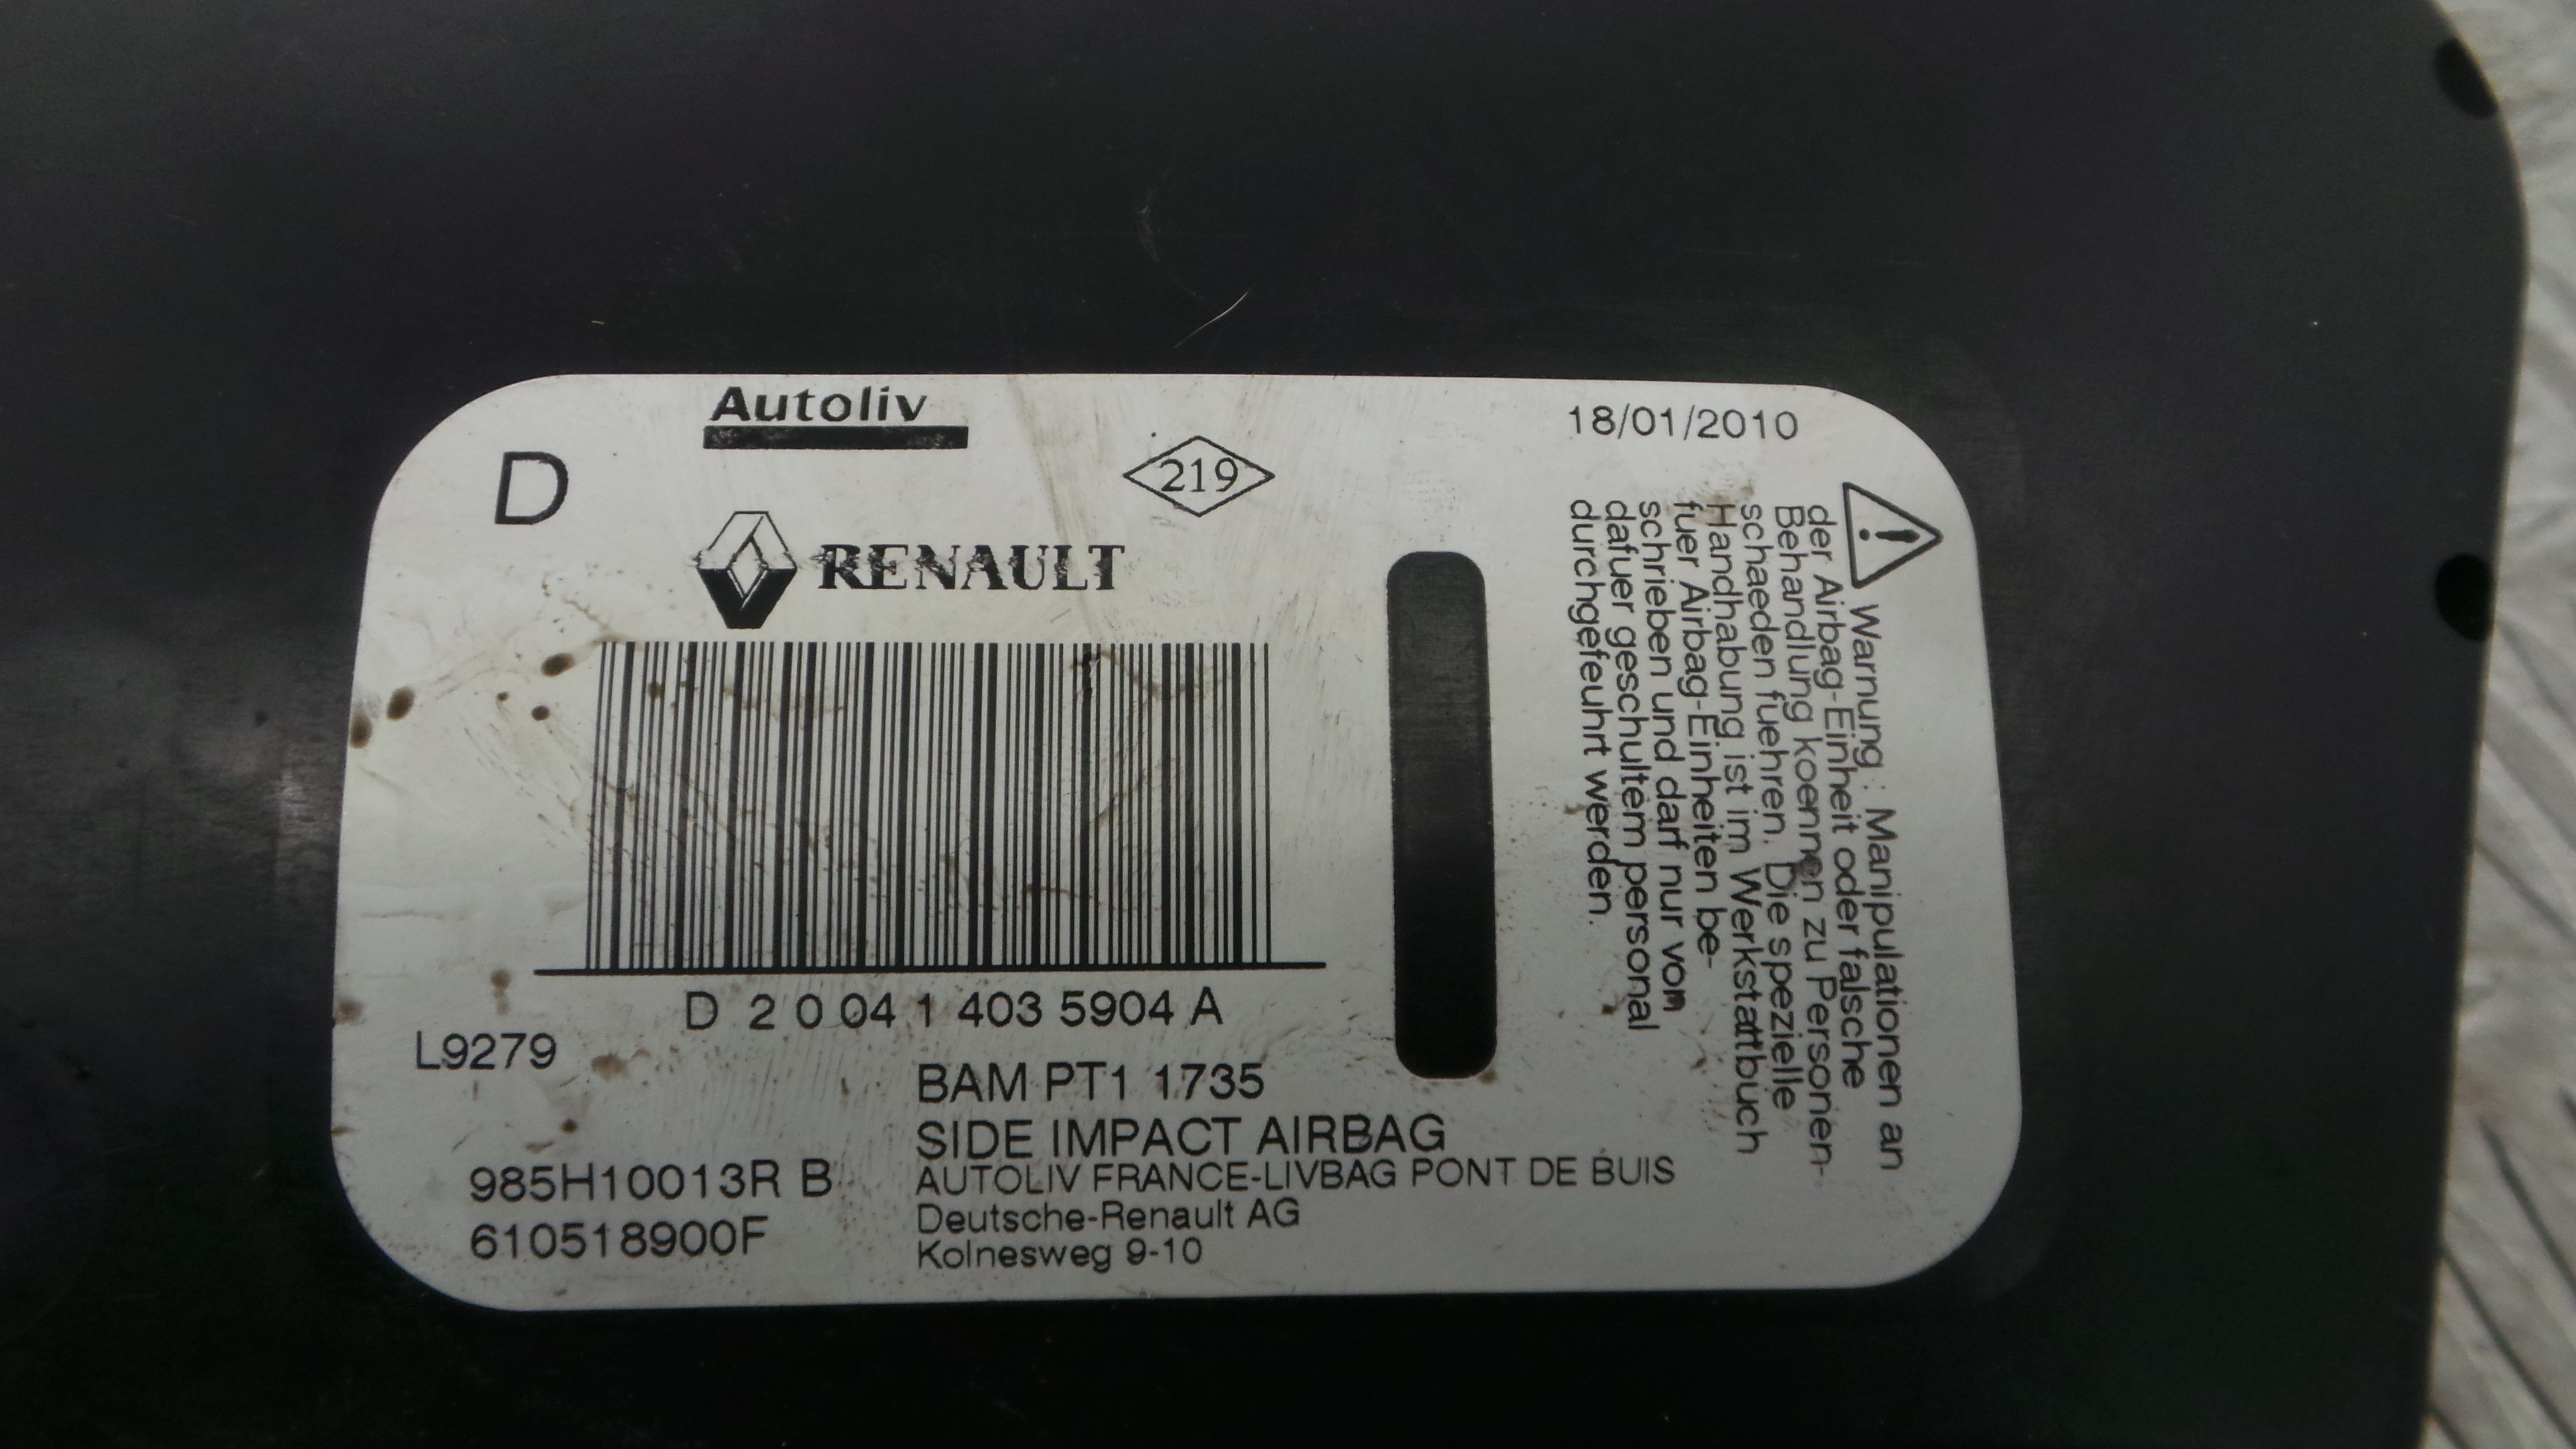 Autoliv
D
219
18/01/2010
RENAULT
D 2 0 04 1 403 5904 A
L9279
BAM PT1 1735
SIDE IMPACT AIRBAG
985H10013R B
AUTOLIV FRANCE-LIVBAG PONT DE BUIS
610518900F
Deutsche-Renault AG
Kolnesweg 9-10
Warnung : Manipulationen an
der Airbag-Einheit oder falsche
Behandlung koennen zu Personen-
schaeden fuehren. Die spezielle
Handhabung ist im Werkstattbuch
fuer Airbag-Einheiten be-
schrieben und darf nur vom
dafuer geschultem personal
durchgefeuhrt werden.